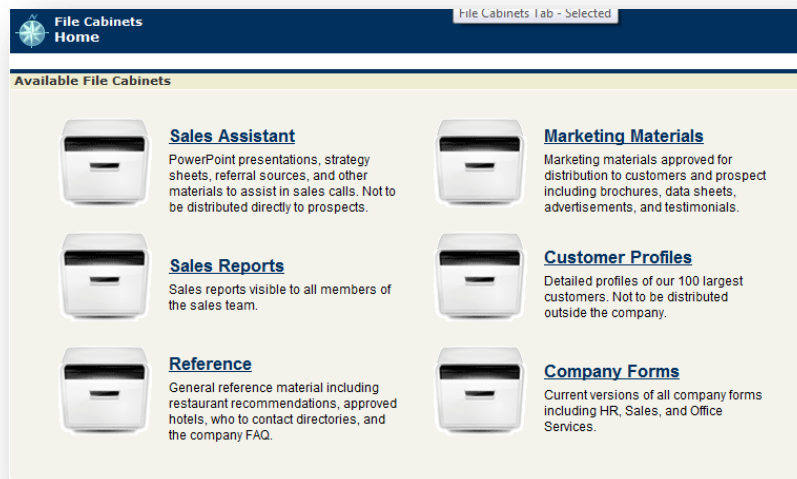 File Cabinets
Home
File Cabinets Tab - Selected
Available File Cabinets
Sales Assistant
PowerPoint presentations, strategy
sheets, referral sources, and other
materials to assist in sales calls. Not to
be distributed directly to prospects.
Marketing Materials
Marketing materials approved for
distribution to customers and prospect
including brochures, data sheets,
advertisements, and testimonials.
Sales Reports
Sales reports visible to all members of
the sales team.
Customer Profiles
Detailed profiles of our 100 largest
customers. Not to be distributed
outside the company.
Reference
General reference material including
restaurant recommendations, approved
hotels, who to contact directories, and
the company FAQ.
Company Forms
Current versions of all company forms
including HR, Sales, and Office
Services.